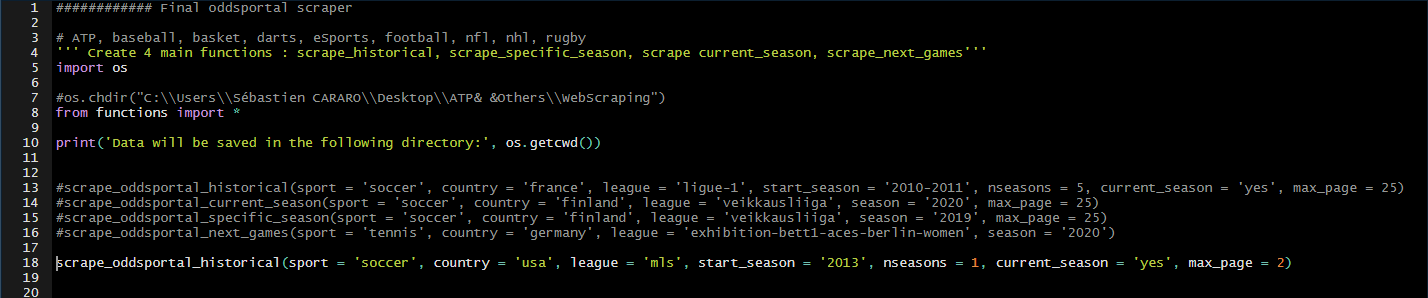 1 ############ Final oddsportal scraper
2
3 # ATP, baseball, basket, darts, eSports, football, nfl, nhl, rugby
4 ''' Create 4 main functions : scrape_historical, scrape_specific_season, scrape current_season, scrape_next_games'''
5 import os
6
7 #os.chdir("C:\\Users\\Sébastien CARARO\\Desktop\\ATP& &Others\\WebScraping")
8 from functions import *
9
10 print('Data will be saved in the following directory:', os.getcwd())
11
12
13 #scrape_oddsportal_historical(sport = 'soccer', country = 'france', league = 'ligue-1', start_season = '2010-2011', nseasons = 5, current_season = 'yes', max_page = 25)
14 #scrape_oddsportal_current_season(sport = 'soccer', country = 'finland', league = 'veikkausliiga', season = '2020', max_page = 25)
15 #scrape_oddsportal_specific_season(sport = 'soccer', country = 'finland', league = 'veikkausliiga', season = '2019', max_page = 25)
16 #scrape_oddsportal_next_games(sport = 'tennis', country = 'germany', league = 'exhibition-bett1-aces-berlin-women', season = '2020')
17
18 scrape_oddsportal_historical(sport = 'soccer', country = 'usa', league = 'mls', start_season = '2013', nseasons = 1, current_season = 'yes', max_page = 2)
19
20